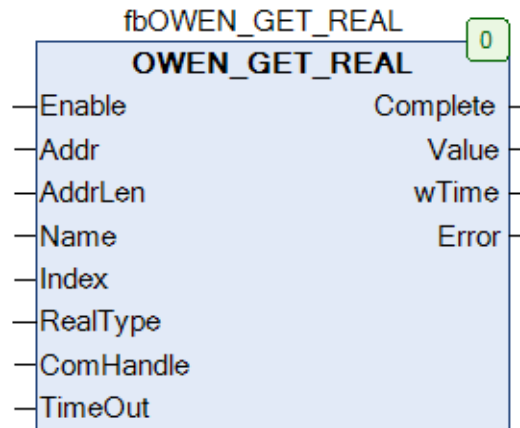 fbOWEN_GET_REAL
0
OWEN_GET_REAL
Enable Complete
Addr Value
AddrLen wTime
Name Error
Index
RealType
ComHandle
TimeOut